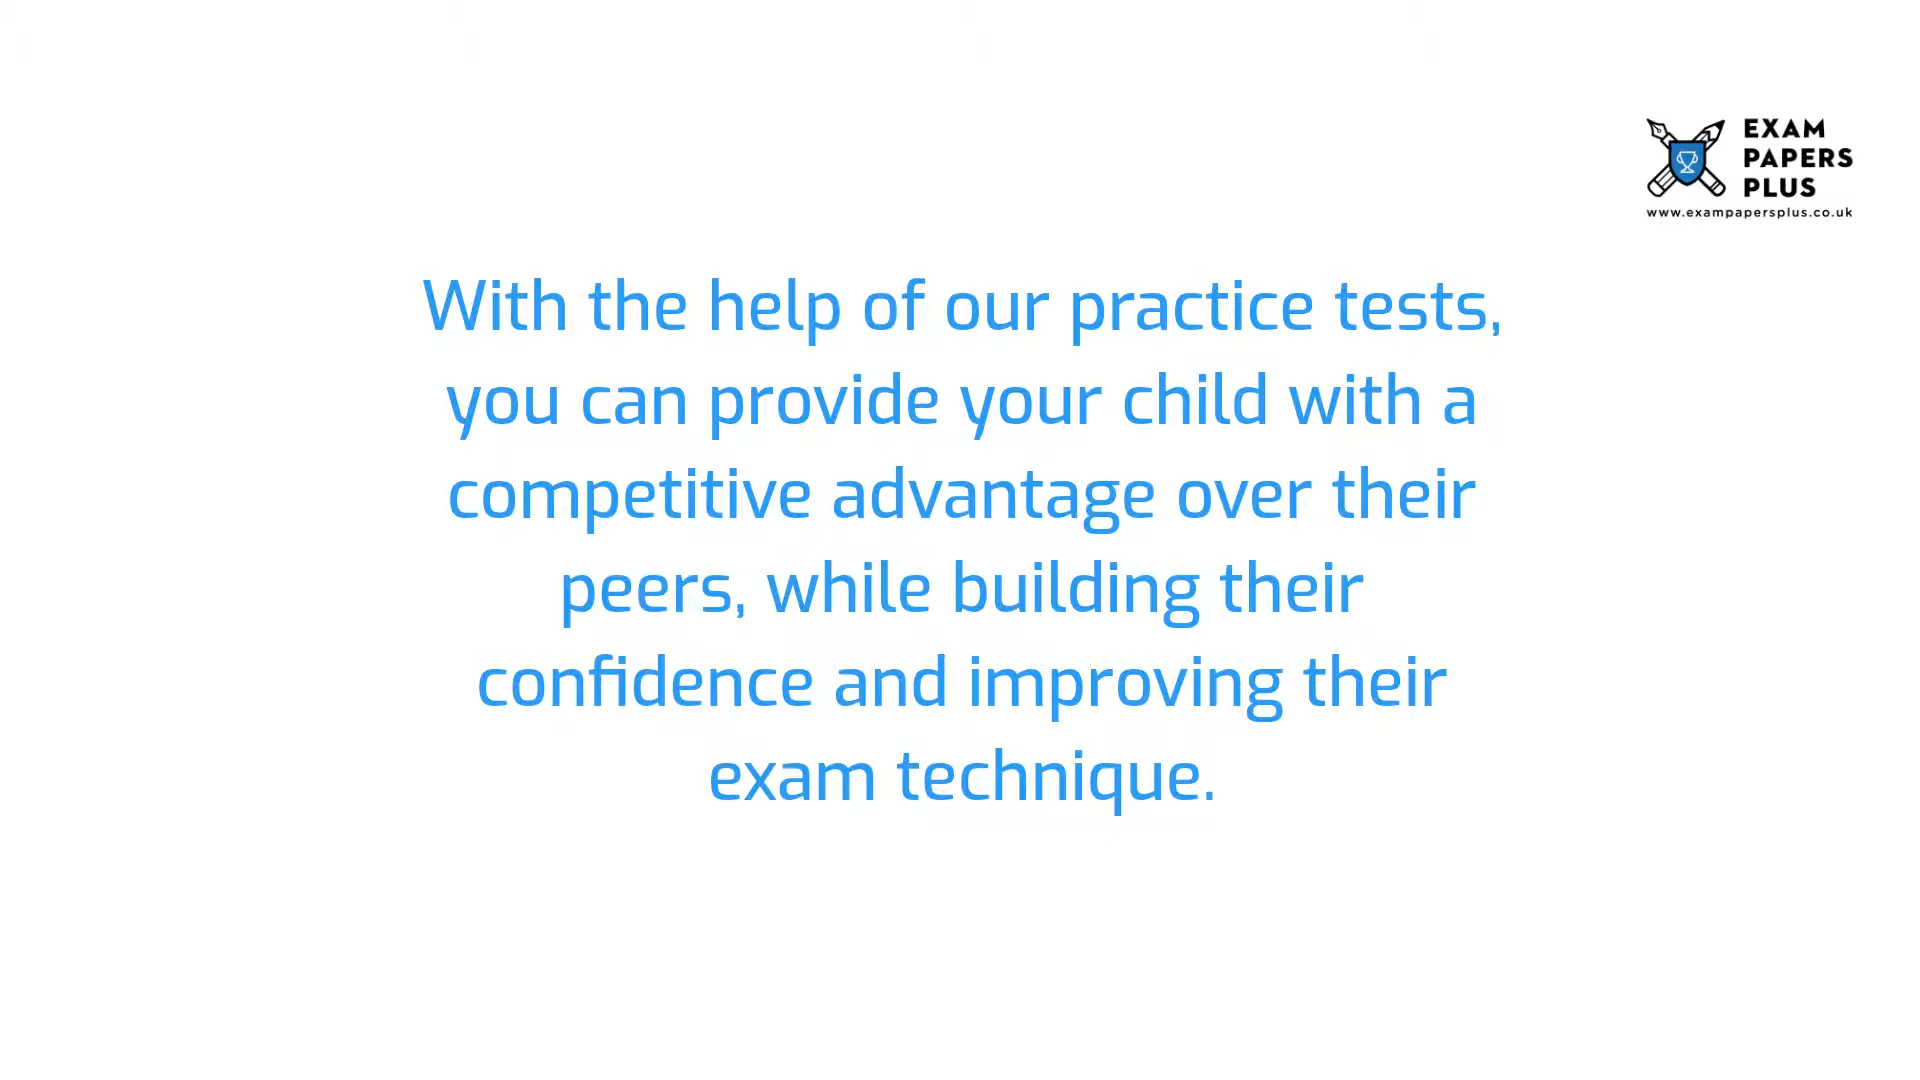 EXAM
PAPERS
PLUS
www.exampapersplus.co.uk
With the help of our practice tests,
you can provide your child with a
competitive advantage over their
peers, while building their
confidence and improving their
exam technique.